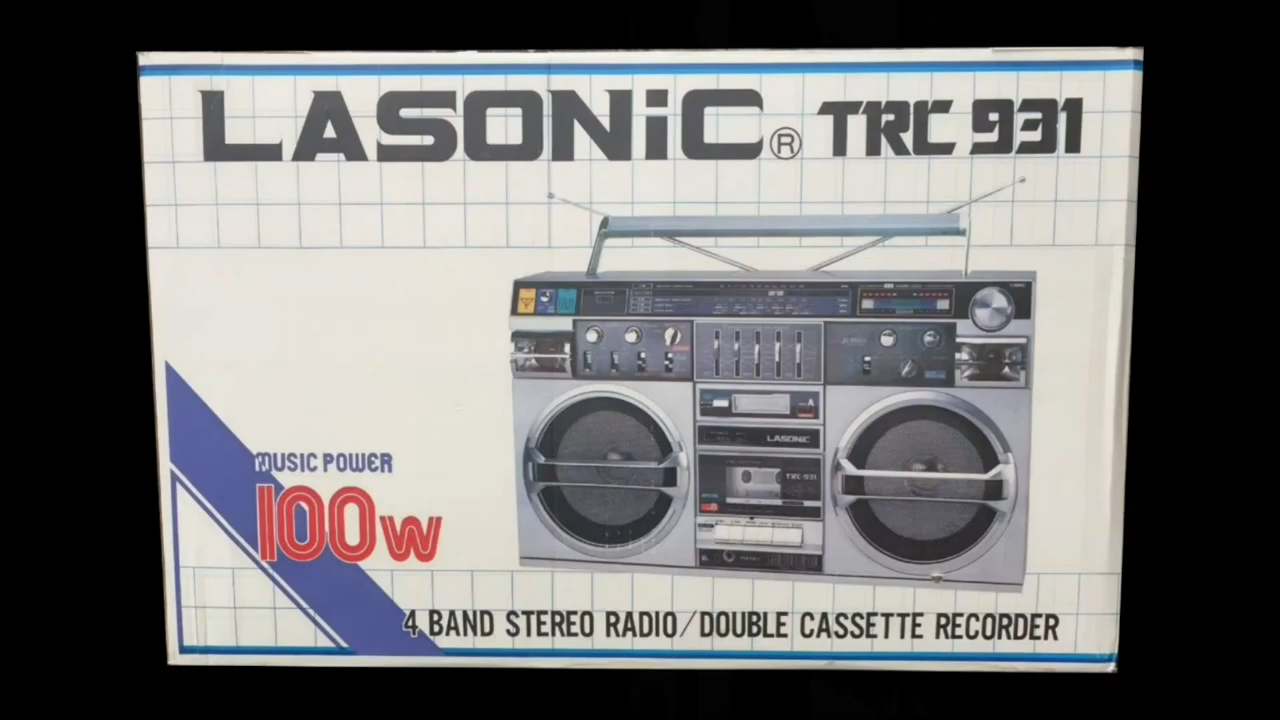 LASONiC® TRC 931
A
LASONIC
TRC-931
MUSIC POWER
100W
4 BAND STEREO RADIO/DOUBLE CASSETTE RECORDER